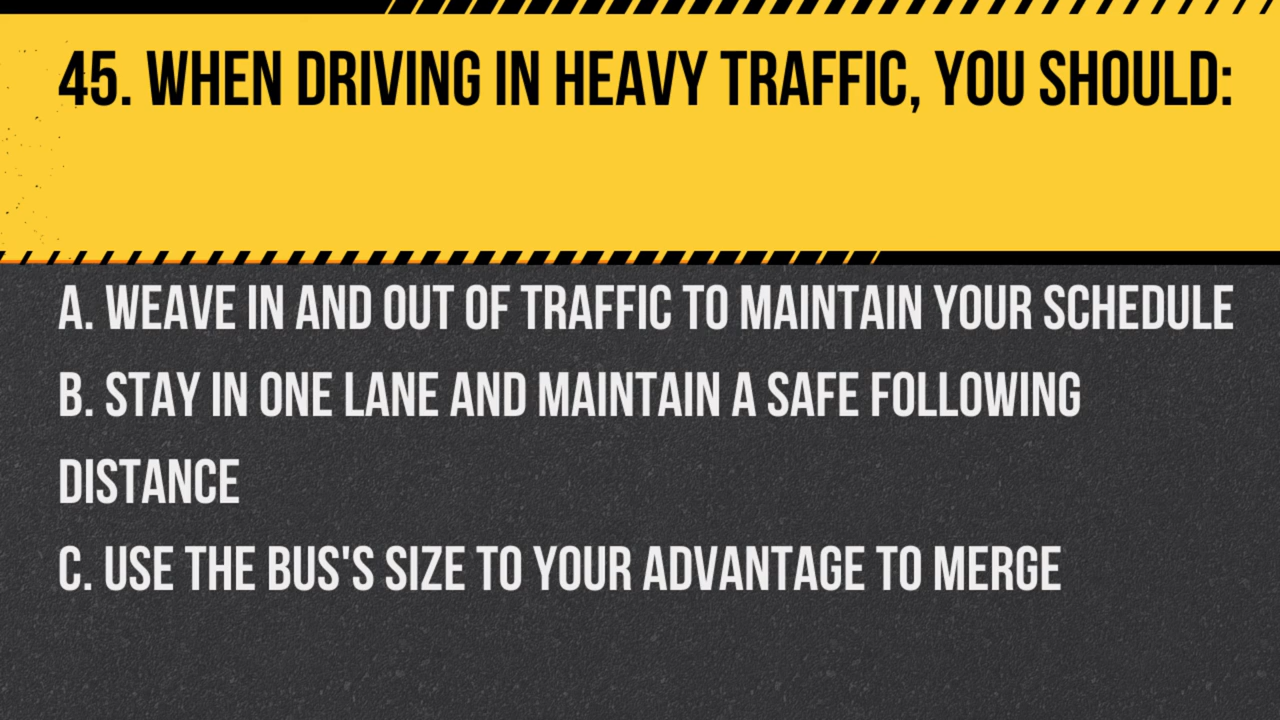 45. WHEN DRIVING IN HEAVY TRAFFIC, YOU SHOULD:
A. WEAVE IN AND OUT OF TRAFFIC TO MAINTAIN YOUR SCHEDULE
B. STAY IN ONE LANE AND MAINTAIN A SAFE FOLLOWING
DISTANCE
C. USE THE BUS'S SIZE TO YOUR ADVANTAGE TO MERGE